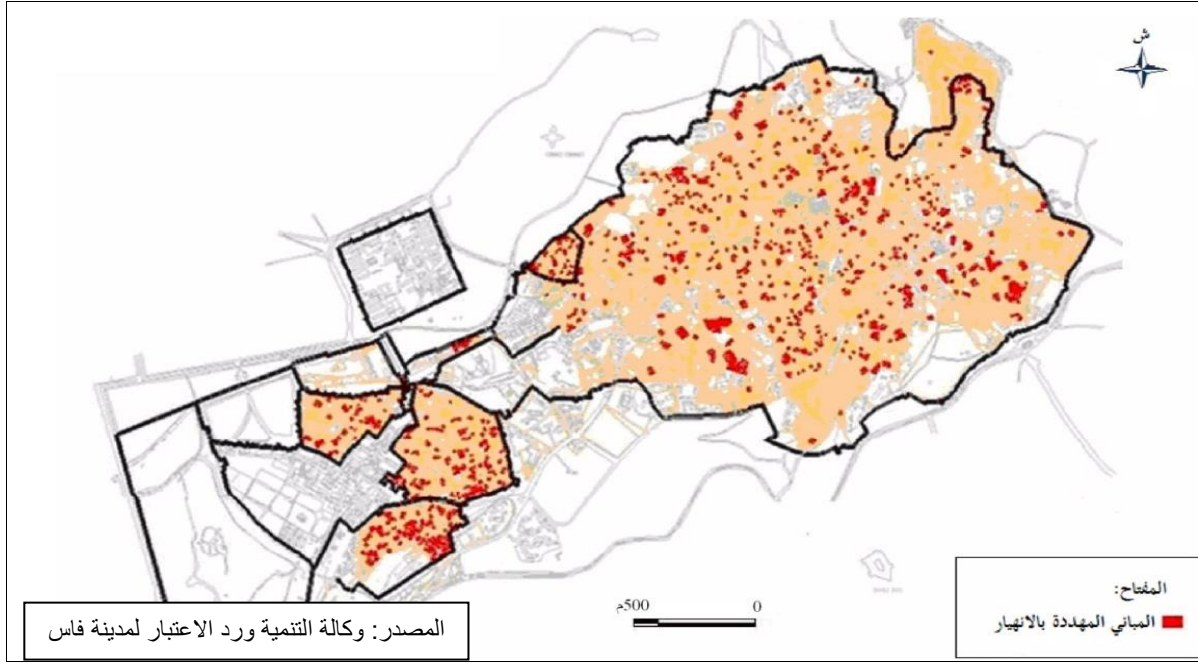 ش
المصدر: وكالة التنمية ورد الاعتبار لمدينة فاس
500م 0
المفتاح:
المباني المهددة بالانهيار